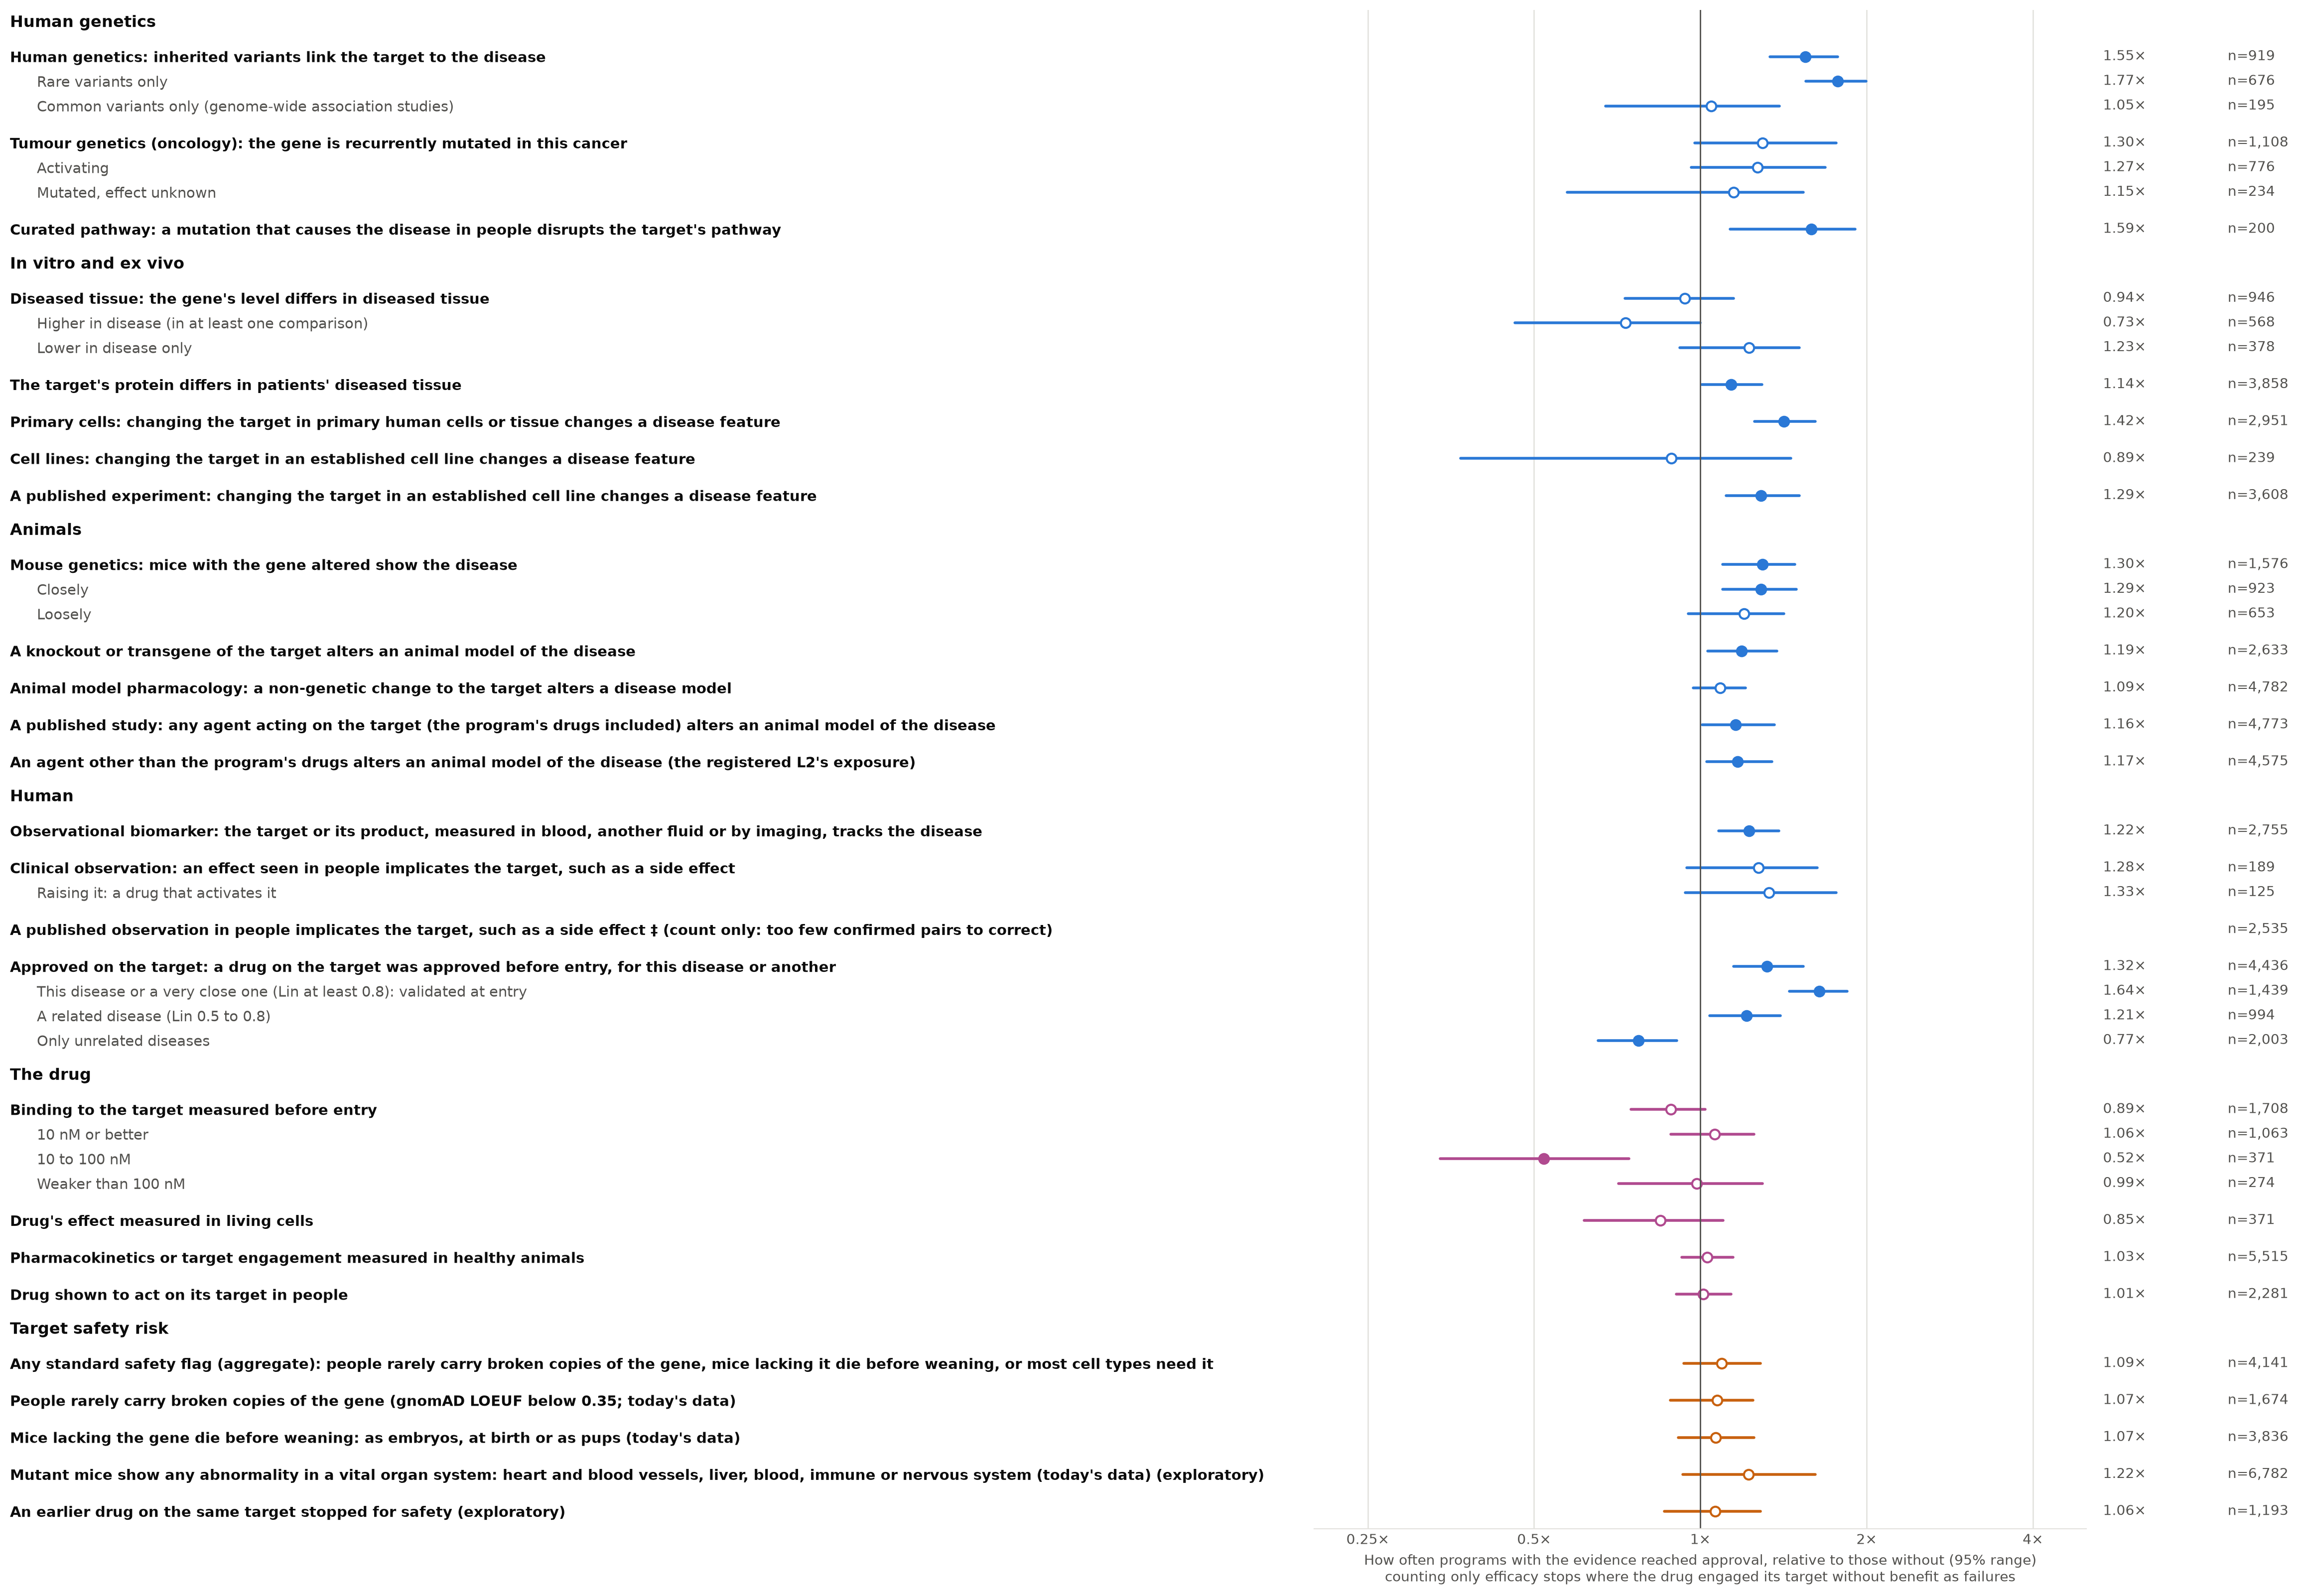 Human genetics
Human genetics: inherited variants link the target to the disease 1.55× n=919
Rare variants only 1.77× n=676
Common variants only (genome-wide association studies) 1.05× n=195
Tumour genetics (oncology): the gene is recurrently mutated in this cancer 1.30× n=1,108
Activating 1.27× n=776
Mutated, effect unknown 1.15× n=234
Curated pathway: a mutation that causes the disease in people disrupts the target's pathway 1.59× n=200
In vitro and ex vivo
Diseased tissue: the gene's level differs in diseased tissue 0.94× n=946
Higher in disease (in at least one comparison) 0.73× n=568
Lower in disease only 1.23× n=378
The target's protein differs in patients' diseased tissue 1.14× n=3,858
Primary cells: changing the target in primary human cells or tissue changes a disease feature 1.42× n=2,951
Cell lines: changing the target in an established cell line changes a disease feature 0.89× n=239
A published experiment: changing the target in an established cell line changes a disease feature 1.29× n=3,608
Animals
Mouse genetics: mice with the gene altered show the disease 1.30× n=1,576
Closely 1.29× n=923
Loosely 1.20× n=653
A knockout or transgene of the target alters an animal model of the disease 1.19× n=2,633
Animal model pharmacology: a non-genetic change to the target alters a disease model 1.09× n=4,782
A published study: any agent acting on the target (the program's drugs included) alters an animal model of the disease 1.16× n=4,773
An agent other than the program's drugs alters an animal model of the disease (the registered L2's exposure) 1.17× n=4,575
Human
Observational biomarker: the target or its product, measured in blood, another fluid or by imaging, tracks the disease 1.22× n=2,755
Clinical observation: an effect seen in people implicates the target, such as a side effect 1.28× n=189
Raising it: a drug that activates it 1.33× n=125
A published observation in people implicates the target, such as a side effect ‡ (count only: too few confirmed pairs to correct) n=2,535
Approved on the target: a drug on the target was approved before entry, for this disease or another 1.32× n=4,436
This disease or a very close one (Lin at least 0.8): validated at entry 1.64× n=1,439
A related disease (Lin 0.5 to 0.8) 1.21× n=994
Only unrelated diseases 0.77× n=2,003
The drug
Binding to the target measured before entry 0.89× n=1,708
10 nM or better 1.06× n=1,063
10 to 100 nM 0.52× n=371
Weaker than 100 nM 0.99× n=274
Drug's effect measured in living cells 0.85× n=371
Pharmacokinetics or target engagement measured in healthy animals 1.03× n=5,515
Drug shown to act on its target in people 1.01× n=2,281
Target safety risk
Any standard safety flag (aggregate): people rarely carry broken copies of the gene, mice lacking it die before weaning, or most cell types need it 1.09× n=4,141
People rarely carry broken copies of the gene (gnomAD LOEUF below 0.35; today's data) 1.07× n=1,674
Mice lacking the gene die before weaning: as embryos, at birth or as pups (today's data) 1.07× n=3,836
Mutant mice show any abnormality in a vital organ system: heart and blood vessels, liver, blood, immune or nervous system (today's data) (exploratory) 1.22× n=6,782
An earlier drug on the same target stopped for safety (exploratory) 1.06× n=1,193
0.25× 0.5× 1× 2× 4×
How often programs with the evidence reached approval, relative to those without (95% range)
counting only efficacy stops where the drug engaged its target without benefit as failures